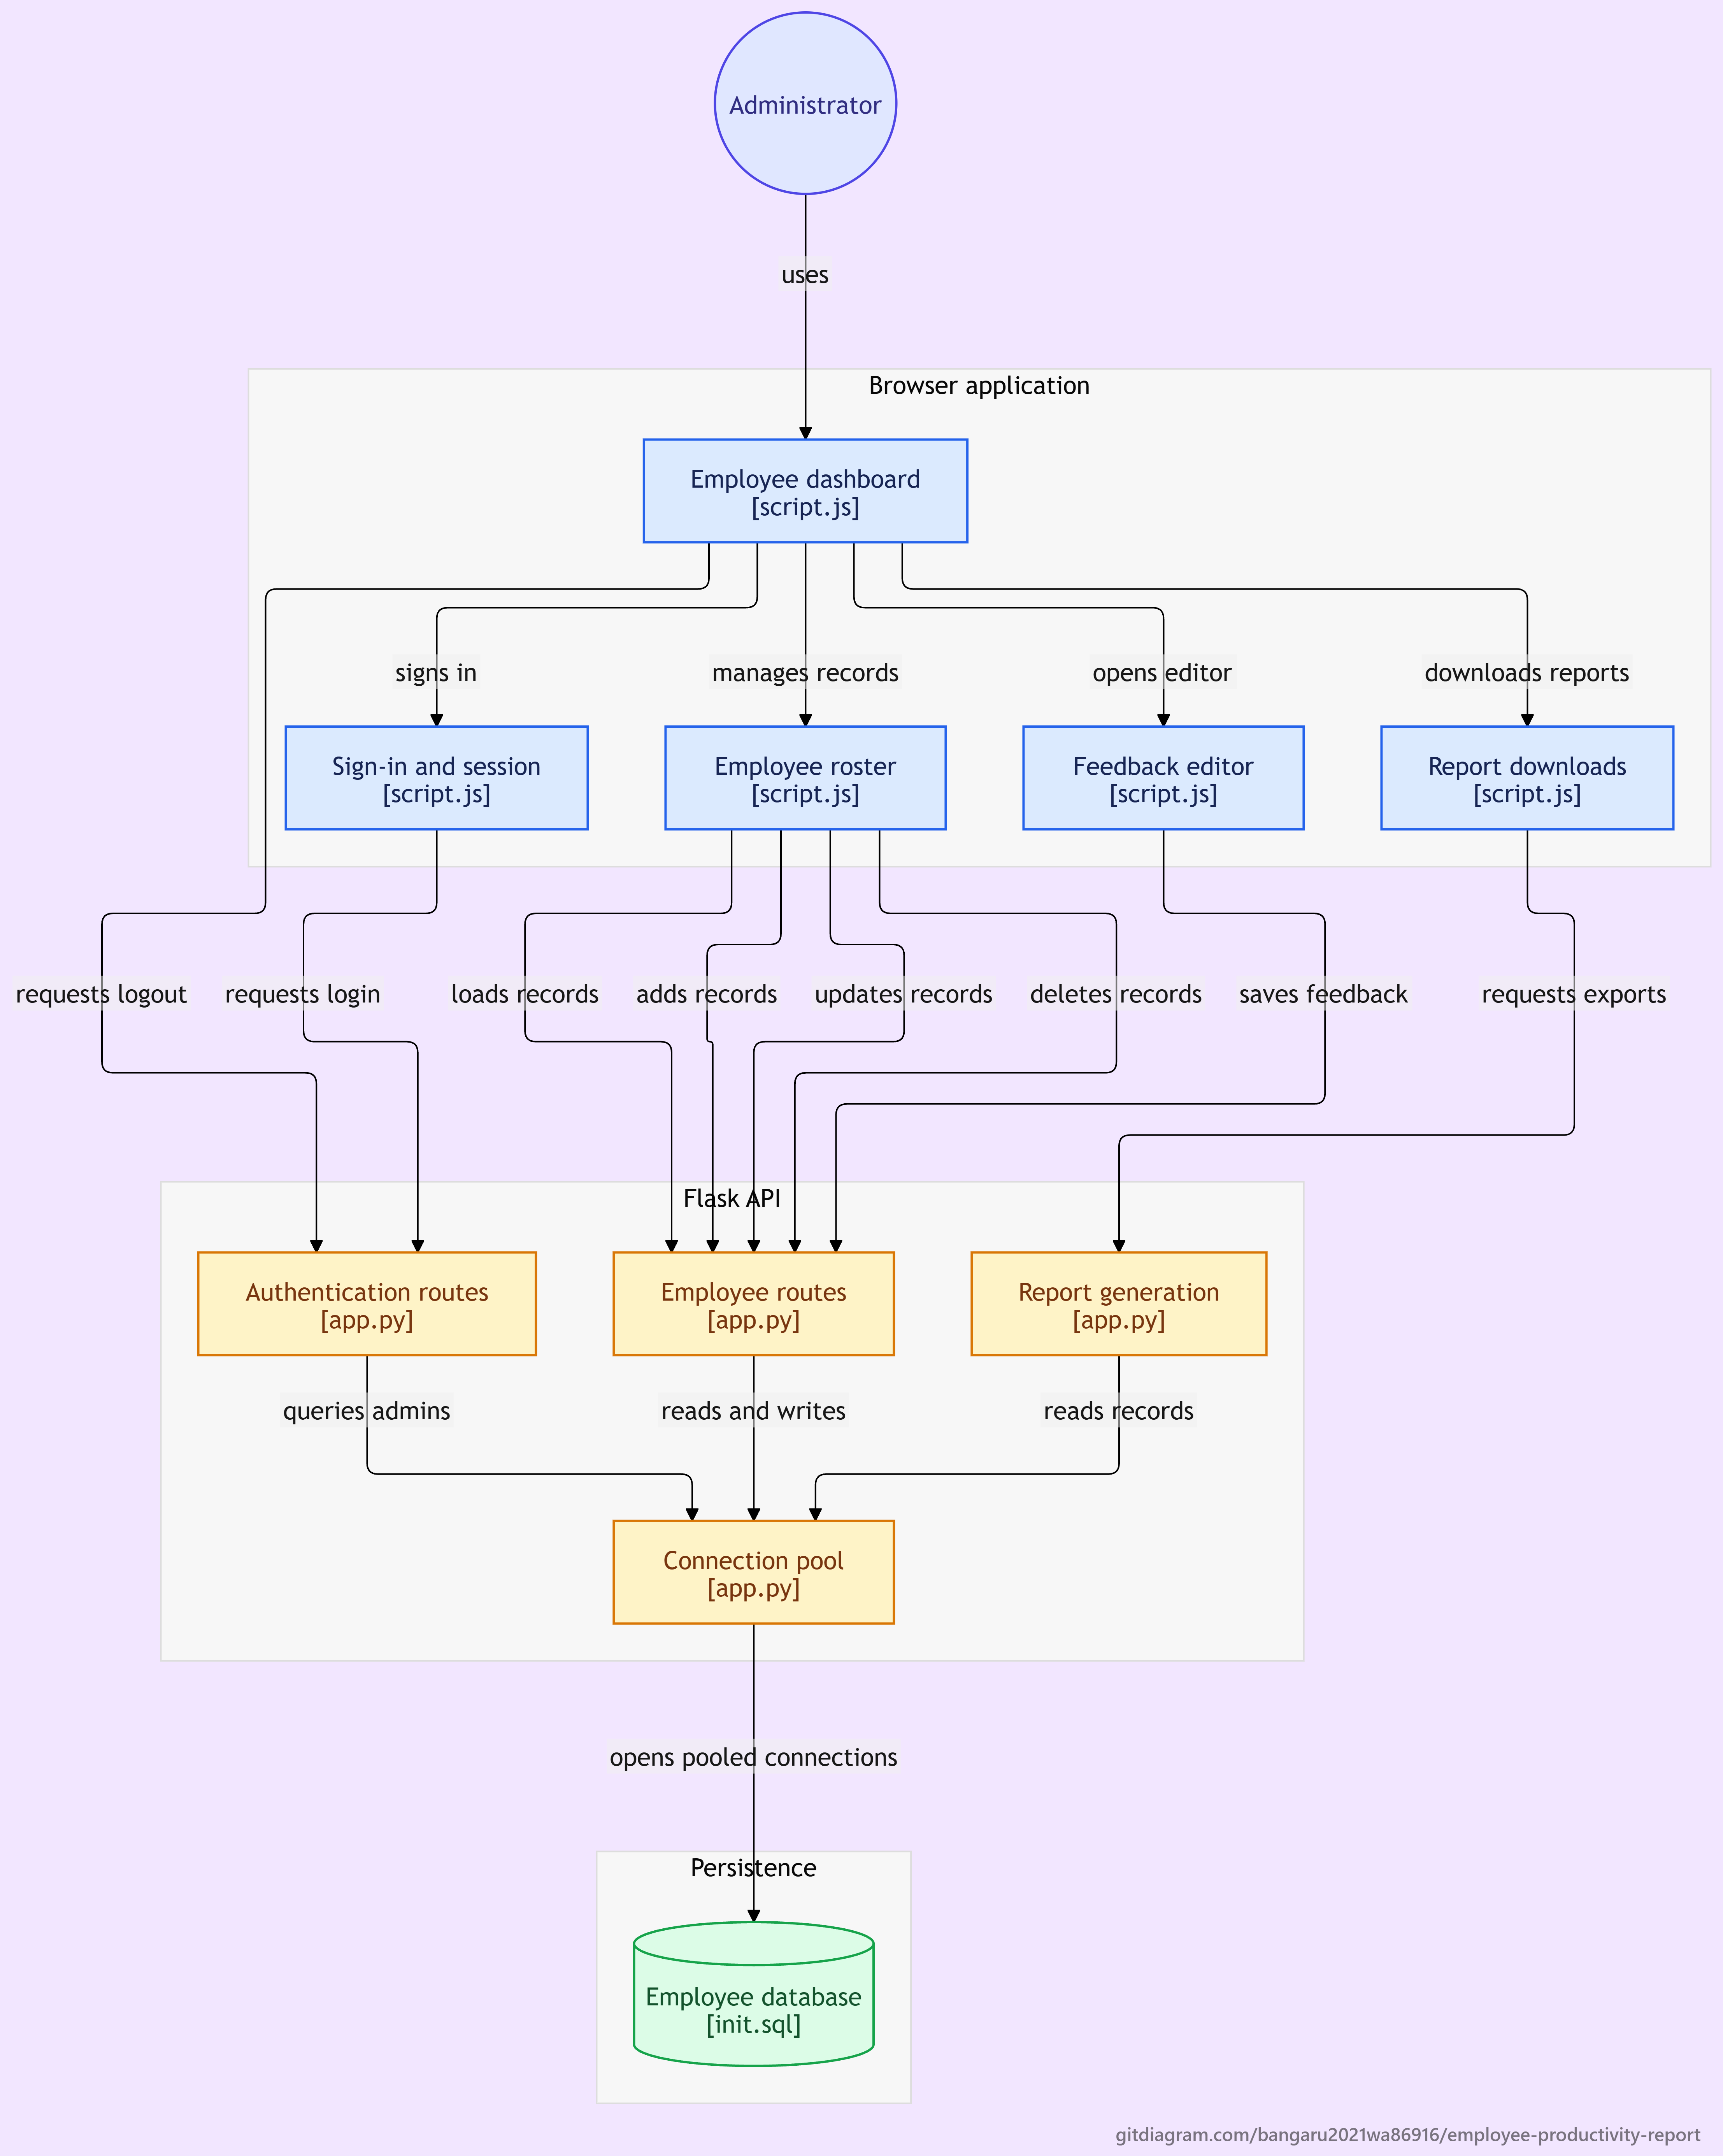 Administrator
uses
Browser application
Employee dashboard
[script.js]
signs in
manages records
opens editor
downloads reports
Sign-in and session
[script.js]
Employee roster
[script.js]
Feedback editor
[script.js]
Report downloads
[script.js]
requests logout
requests login
loads records
adds records
updates records
deletes records
saves feedback
requests exports
Flask API
Authentication routes
[app.py]
Employee routes
[app.py]
Report generation
[app.py]
queries admins
reads and writes
reads records
Connection pool
[app.py]
opens pooled connections
Persistence
Employee database
[init.sql]
gitdiagram.com/bangaru2021wa86916/employee-productivity-report